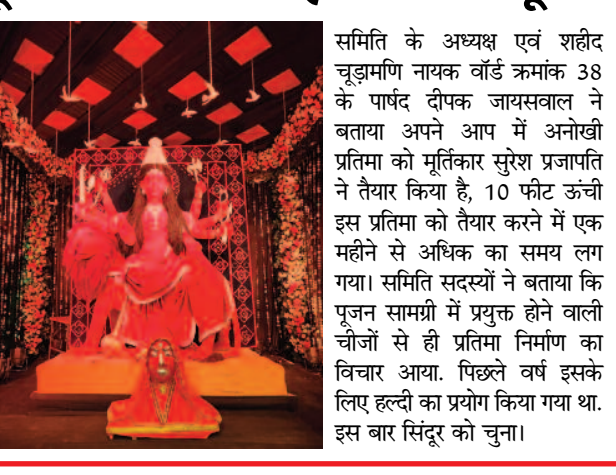 समिति के अध्यक्ष एवं शहीद
चूड़ामणि नायक वॉर्ड क्रमांक 38
के पार्षद दीपक जायसवाल ने
बताया अपने आप में अनोखी
प्रतिमा को मूर्तिकार सुरेश प्रजापति
ने तैयार किया है, 10 फीट ऊंची
इस प्रतिमा को तैयार करने में एक
महीने से अधिक का समय लग
गया। समिति सदस्यों ने बताया कि
पूजन सामग्री में प्रयुक्त होने वाली
चीजों से ही प्रतिमा निर्माण का
विचार आया. पिछले वर्ष इसके
लिए हल्दी का प्रयोग किया गया था.
इस बार सिंदूर को चुना।